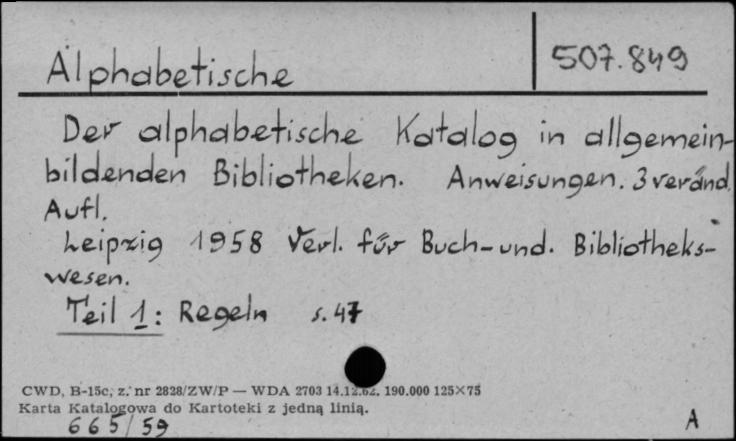 Alphabetische 507.849
Der alphabetische Katalog in allgemein-
bildenden Bibliotheken. Anweisungen. 3 veränd.
Aufl.
Leipzig 1958 Verl. für Buch-und. Bibliotheks-
wesen.
Teil 1: Regeln s. 47
CWD, B-15c, z. nr 2828/ZW/P — WDA 2703 14.12.62. 190.000 125×75
Karta Katalogowa do Kartoteki z jedną linią.
665/59 A